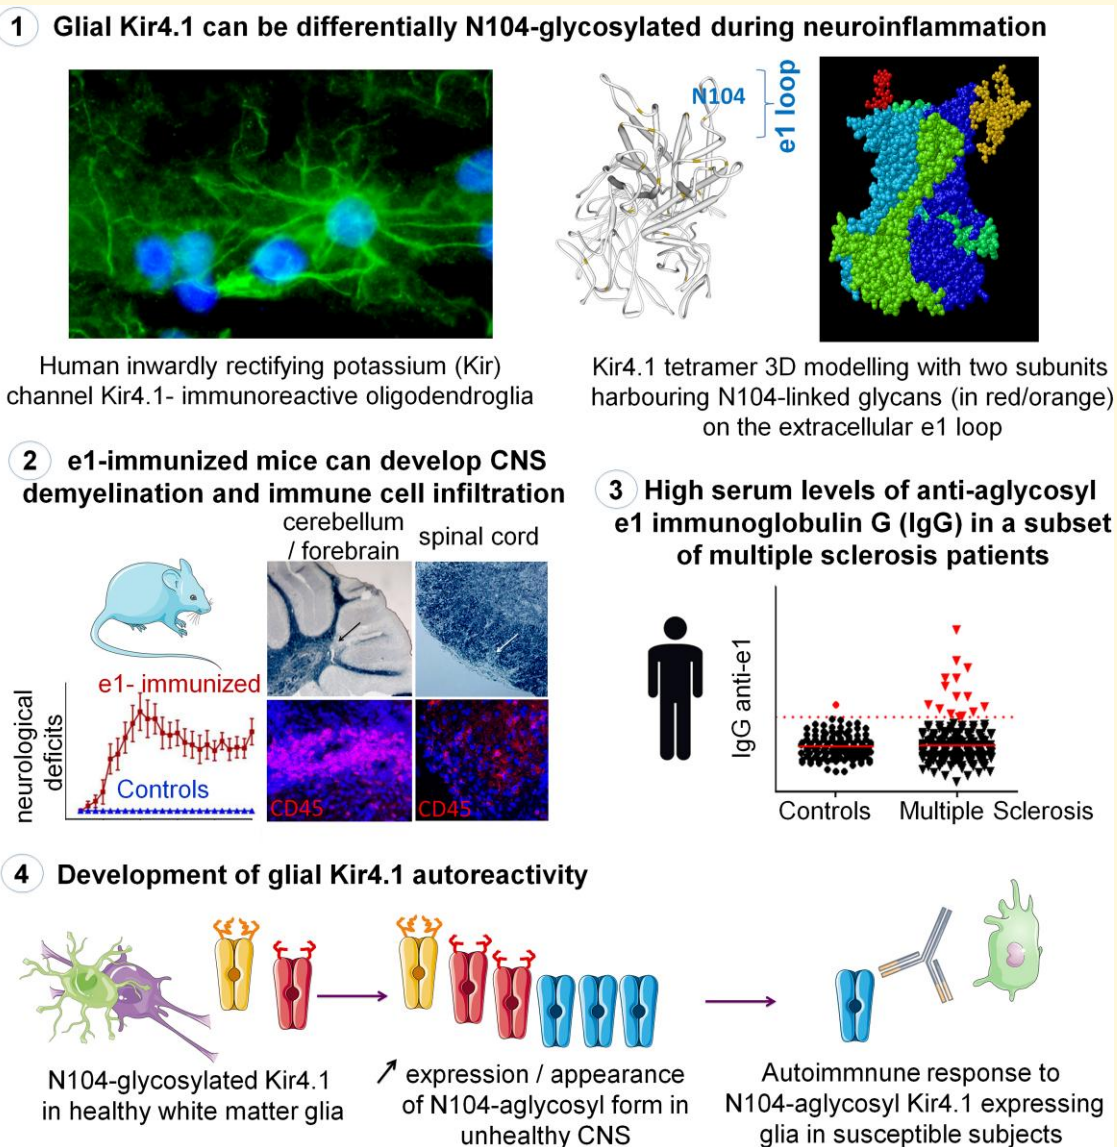 1 Glial Kir4.1 can be differentially N104-glycosylated during neuroinflammation
N104
e1 loop
Human inwardly rectifying potassium (Kir)
channel Kir4.1- immunoreactive oligodendroglia
Kir4.1 tetramer 3D modelling with two subunits
harbouring N104-linked glycans (in red/orange)
on the extracellular e1 loop
2 e1-immunized mice can develop CNS
demyelination and immune cell infiltration
cerebellum
/ forebrain
spinal cord
e1- immunized
Controls
neurological
deficits
CD45
CD45
3 High serum levels of anti-aglycosyl
e1 immunoglobulin G (IgG) in a subset
of multiple sclerosis patients
IgG anti-e1
Controls
Multiple Sclerosis
4 Development of glial Kir4.1 autoreactivity
N104-glycosylated Kir4.1
in healthy white matter glia
↗ expression / appearance
of N104-aglycosyl form in
unhealthy CNS
Autoimmnune response to
N104-aglycosyl Kir4.1 expressing
glia in susceptible subjects